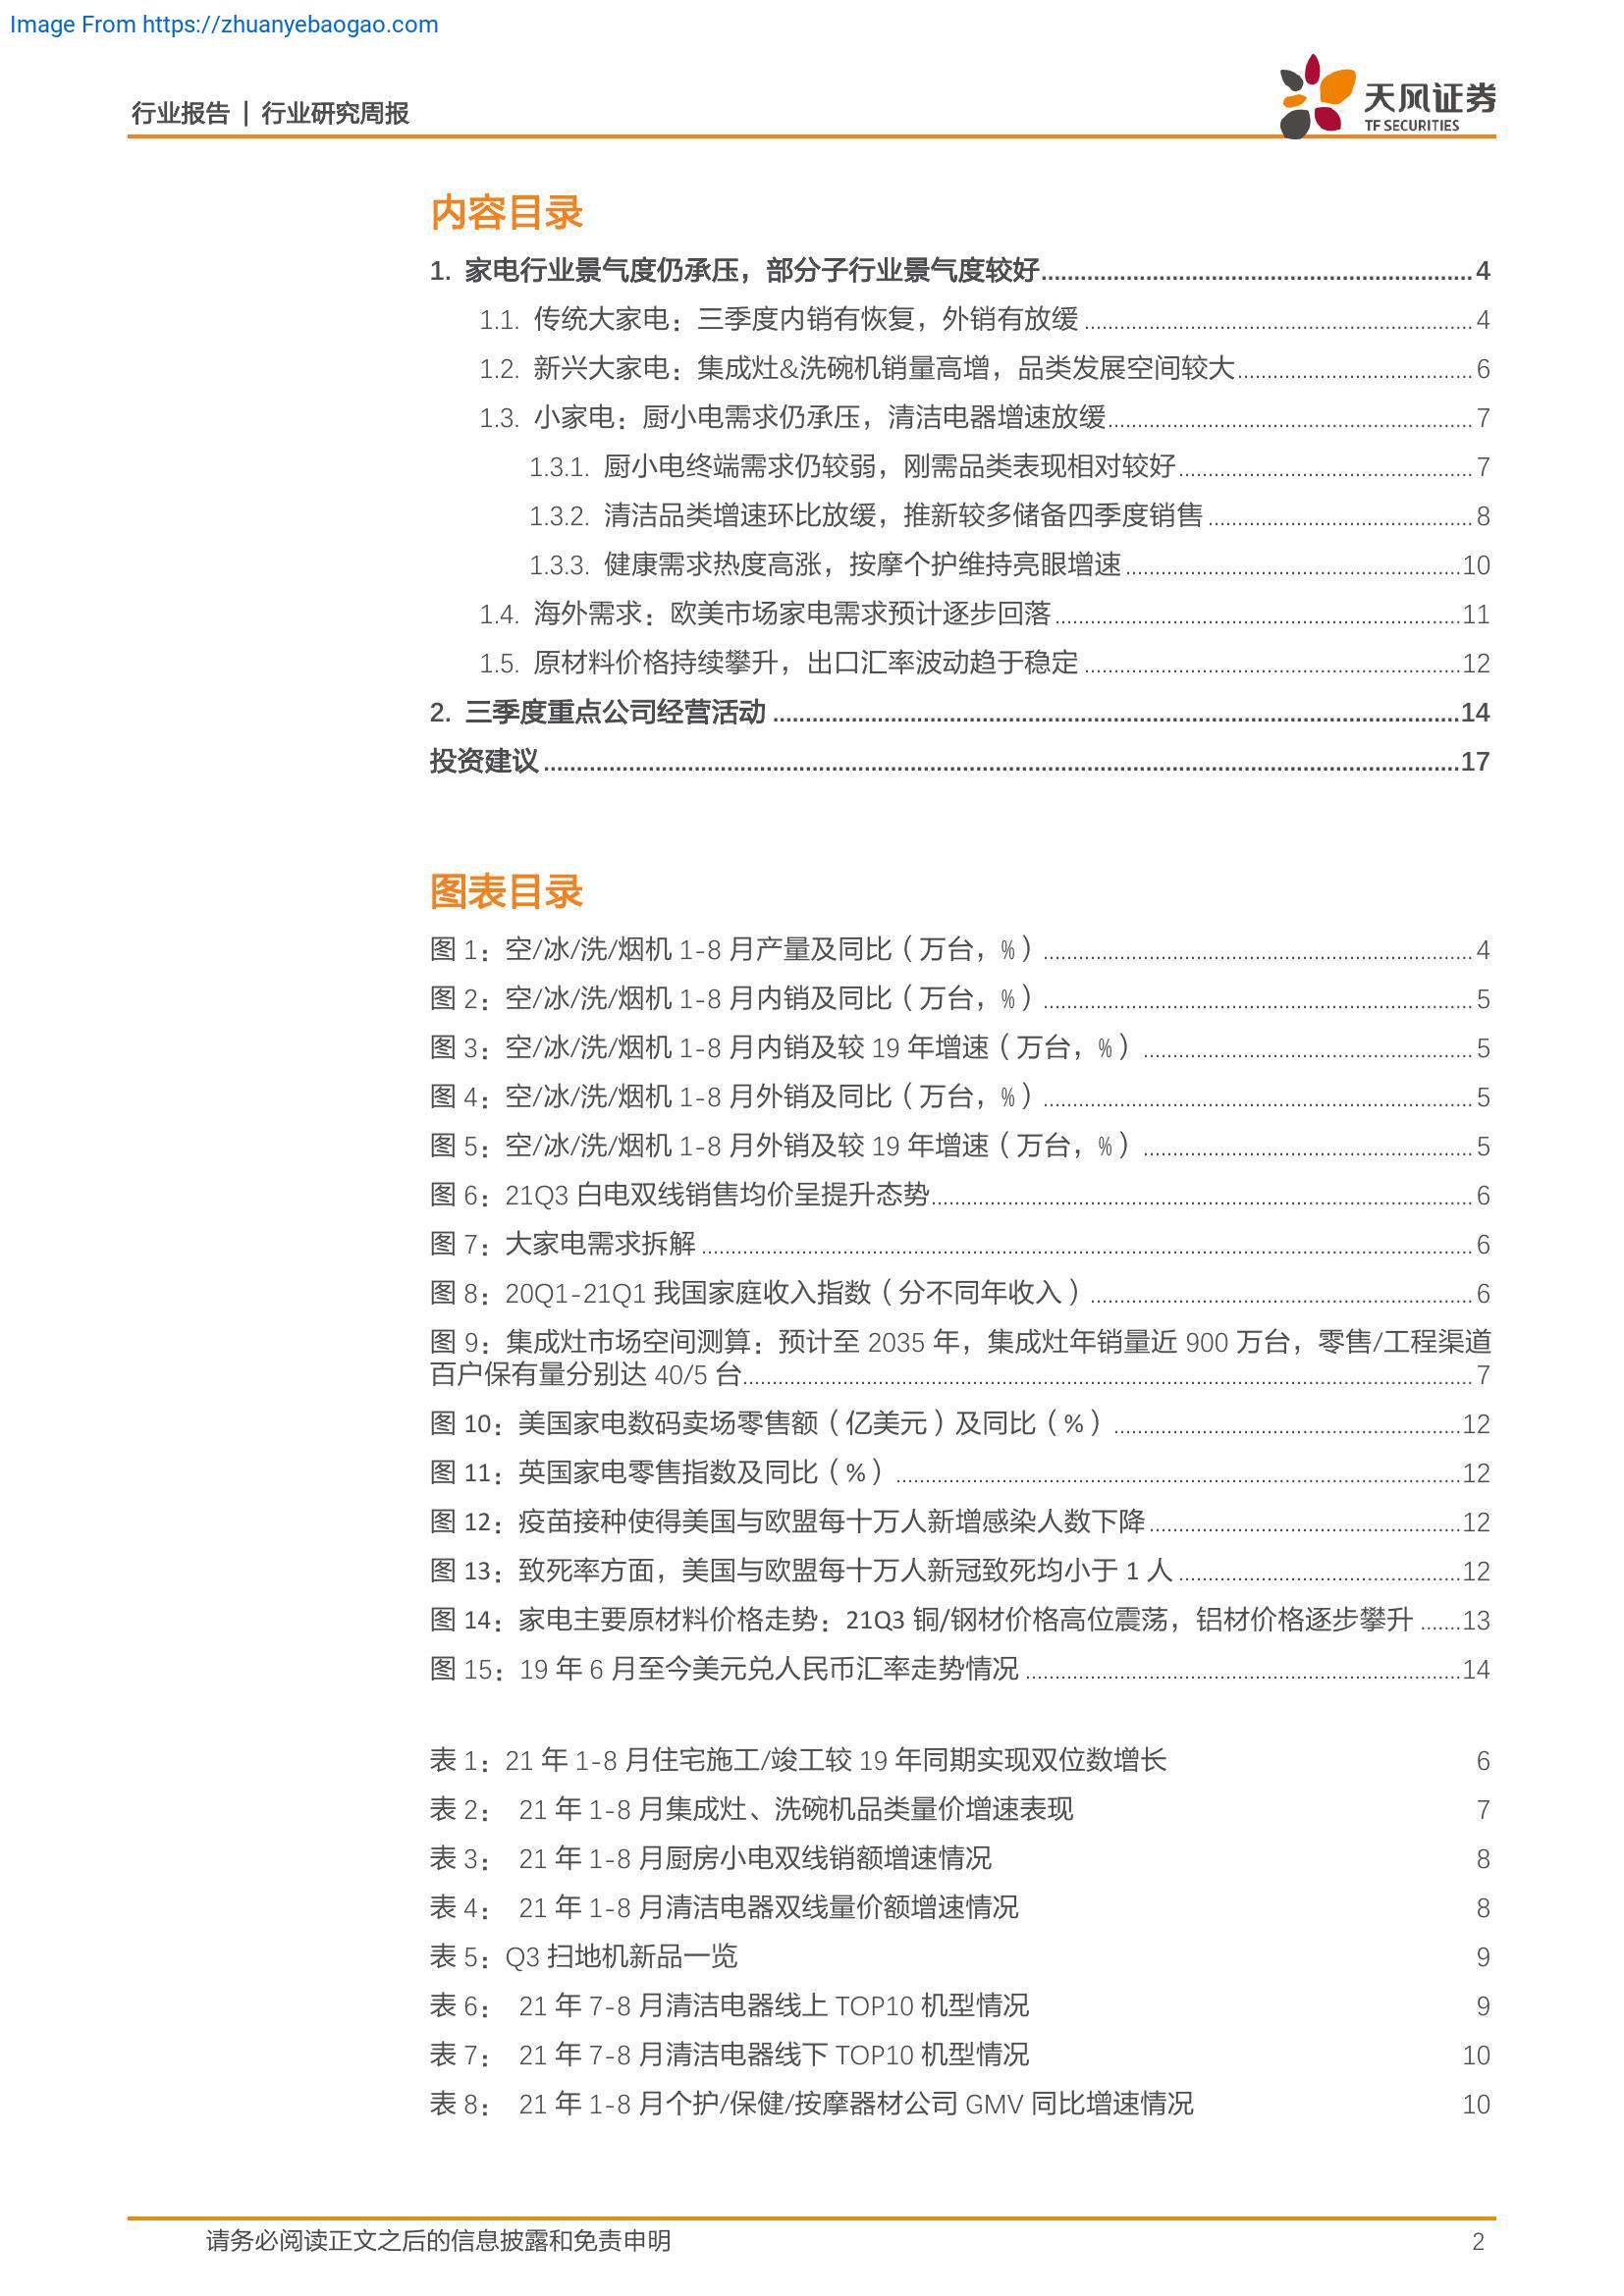 Image From https://zhuanyebaogao.com
行业报告 | 行业研究周报
天风证券
TF SECURITIES
内容目录
1. 家电行业景气度仍承压，部分子行业景气度较好 4
1.1. 传统大家电：三季度内销有恢复，外销有放缓 4
1.2. 新兴大家电：集成灶&洗碗机销量高增，品类发展空间较大 6
1.3. 小家电：厨小电需求仍承压，清洁电器增速放缓 7
1.3.1. 厨小电终端需求仍较弱，刚需品类表现相对较好 7
1.3.2. 清洁品类增速环比放缓，推新较多储备四季度销售 8
1.3.3. 健康需求热度高涨，按摩个护维持亮眼增速 10
1.4. 海外需求：欧美市场家电需求预计逐步回落 11
1.5. 原材料价格持续攀升，出口汇率波动趋于稳定 12
2. 三季度重点公司经营活动 14
投资建议 17
图表目录
图 1：空/冰/洗/烟机 1-8 月产量及同比（万台，%） 4
图 2：空/冰/洗/烟机 1-8 月内销及同比（万台，%） 5
图 3：空/冰/洗/烟机 1-8 月内销及较 19 年增速（万台，%） 5
图 4：空/冰/洗/烟机 1-8 月外销及同比（万台，%） 5
图 5：空/冰/洗/烟机 1-8 月外销及较 19 年增速（万台，%） 5
图 6：21Q3 白电双线销售均价呈提升态势 6
图 7：大家电需求拆解 6
图 8：20Q1-21Q1 我国家庭收入指数（分不同年收入） 6
图 9：集成灶市场空间测算：预计至 2035 年，集成灶年销量近 900 万台，零售/工程渠道
百户保有量分别达 40/5 台 7
图 10：美国家电数码卖场零售额（亿美元）及同比（%） 12
图 11：英国家电零售指数及同比（%） 12
图 12：疫苗接种使得美国与欧盟每十万人新增感染人数下降 12
图 13：致死率方面，美国与欧盟每十万人新冠致死均小于 1 人 12
图 14：家电主要原材料价格走势：21Q3 铜/钢材价格高位震荡，铝材价格逐步攀升 13
图 15：19 年 6 月至今美元兑人民币汇率走势情况 14
表 1：21 年 1-8 月住宅施工/竣工较 19 年同期实现双位数增长 6
表 2： 21 年 1-8 月集成灶、洗碗机品类量价增速表现 7
表 3： 21 年 1-8 月厨房小电双线销额增速情况 8
表 4： 21 年 1-8 月清洁电器双线量价额增速情况 8
表 5：Q3 扫地机新品一览 9
表 6： 21 年 7-8 月清洁电器线上 TOP10 机型情况 9
表 7： 21 年 7-8 月清洁电器线下 TOP10 机型情况 10
表 8： 21 年 1-8 月个护/保健/按摩器材公司 GMV 同比增速情况 10
请务必阅读正文之后的信息披露和免责申明 2